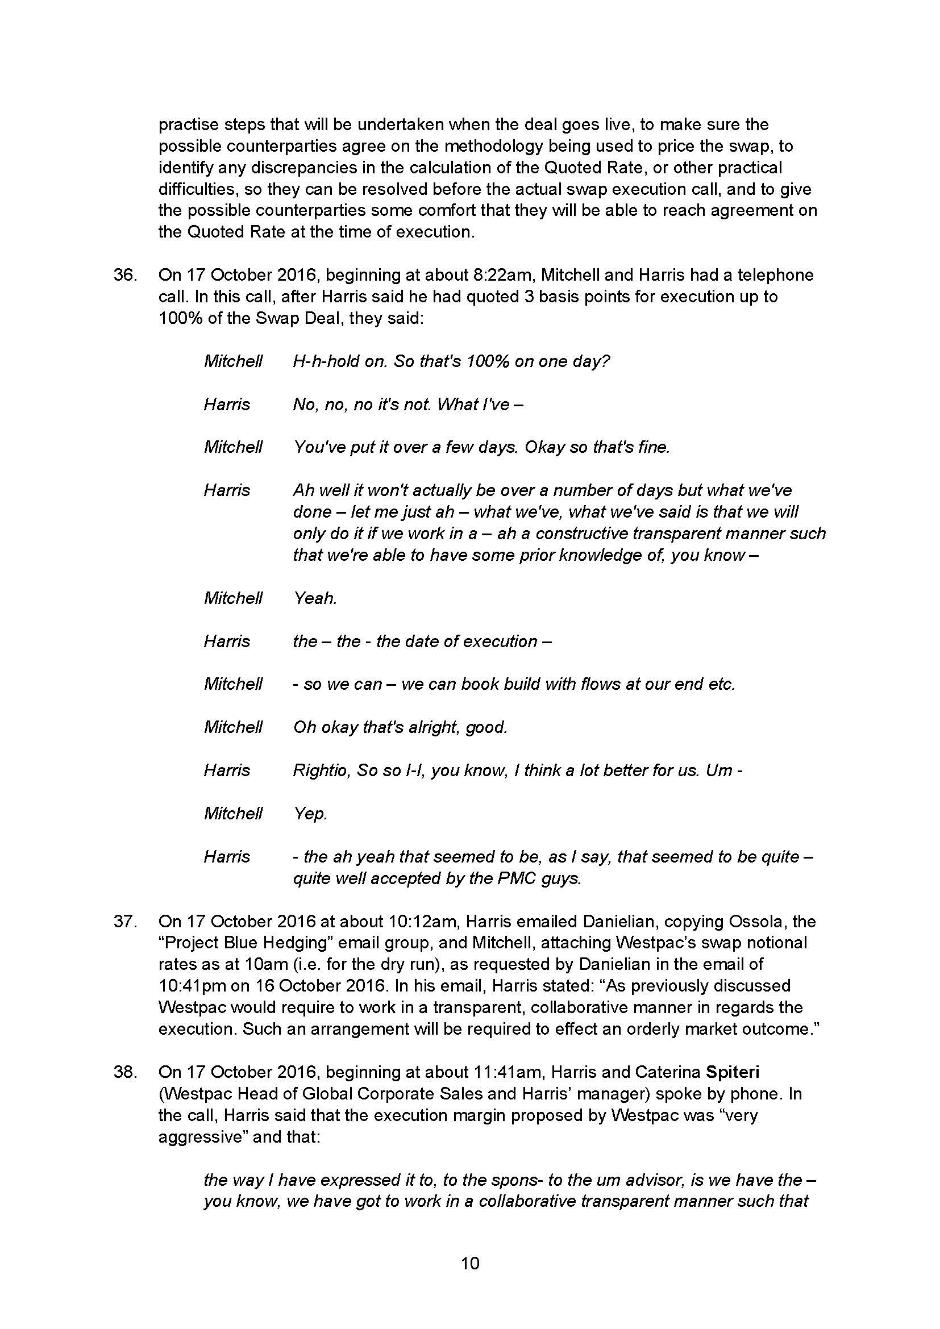 practise steps that will be undertaken when the deal goes live, to make sure the
possible counterparties agree on the methodology being used to price the swap, to
identify any discrepancies in the calculation of the Quoted Rate, or other practical
difficulties, so they can be resolved before the actual swap execution call, and to give
the possible counterparties some comfort that they will be able to reach agreement on
the Quoted Rate at the time of execution.
36. On 17 October 2016, beginning at about 8:22am, Mitchell and Harris had a telephone
call. In this call, after Harris said he had quoted 3 basis points for execution up to
100% of the Swap Deal, they said:
Mitchell H-h-hold on. So that's 100% on one day?
Harris No, no, no it's not. What I've –
Mitchell You've put it over a few days. Okay so that's fine.
Harris Ah well it won't actually be over a number of days but what we've
done – let me just ah – what we've, what we've said is that we will
only do it if we work in a – ah a constructive transparent manner such
that we're able to have some prior knowledge of, you know –
Mitchell Yeah.
Harris the – the - the date of execution –
Mitchell - so we can – we can book build with flows at our end etc.
Mitchell Oh okay that's alright, good.
Harris Rightio, So so I-I, you know, I think a lot better for us. Um -
Mitchell Yep.
Harris - the ah yeah that seemed to be, as I say, that seemed to be quite –
quite well accepted by the PMC guys.
37. On 17 October 2016 at about 10:12am, Harris emailed Danielian, copying Ossola, the
“Project Blue Hedging” email group, and Mitchell, attaching Westpac’s swap notional
rates as at 10am (i.e. for the dry run), as requested by Danielian in the email of
10:41pm on 16 October 2016. In his email, Harris stated: “As previously discussed
Westpac would require to work in a transparent, collaborative manner in regards the
execution. Such an arrangement will be required to effect an orderly market outcome.”
38. On 17 October 2016, beginning at about 11:41am, Harris and Caterina Spiteri
(Westpac Head of Global Corporate Sales and Harris’ manager) spoke by phone. In
the call, Harris said that the execution margin proposed by Westpac was “very
aggressive” and that:
the way I have expressed it to, to the spons- to the um advisor, is we have the –
you know, we have got to work in a collaborative transparent manner such that
10